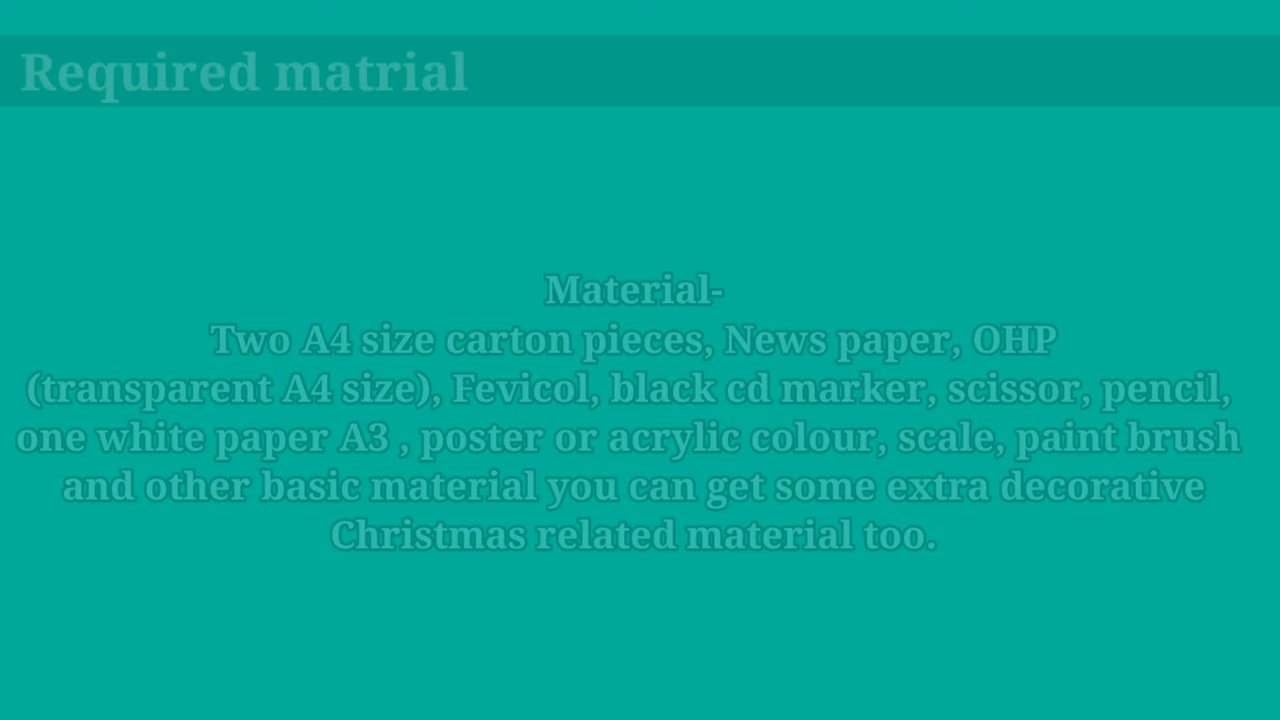 Required matrial
Material-
Two A4 size carton pieces, News paper, OHP
(transparent A4 size), Fevicol, black cd marker, scissor, pencil,
one white paper A3 , poster or acrylic colour, scale, paint brush
and other basic material you can get some extra decorative
Christmas related material too.